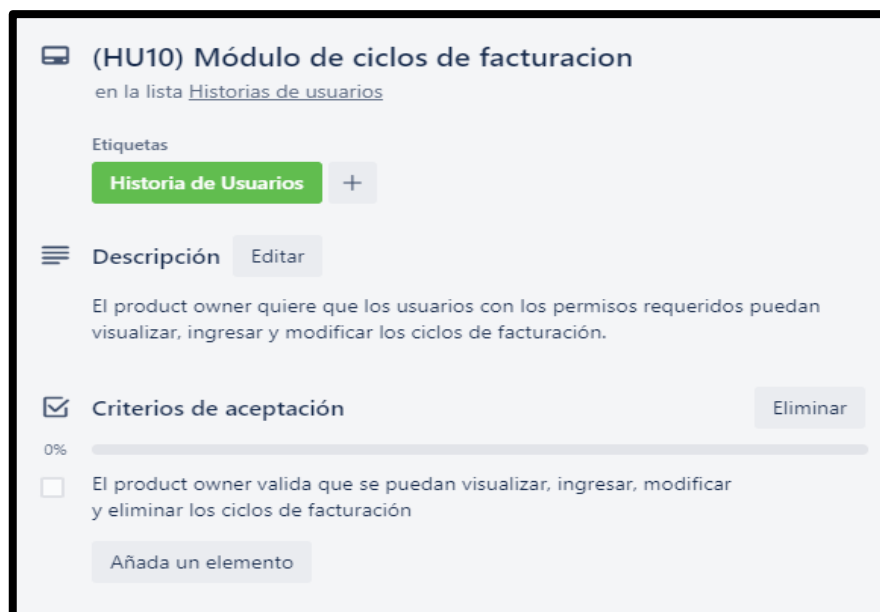 (HU10) Módulo de ciclos de facturacion
en la lista Historias de usuarios
Etiquetas
Historia de Usuarios +
Descripción Editar
El product owner quiere que los usuarios con los permisos requeridos puedan
visualizar, ingresar y modificar los ciclos de facturación.
Criterios de aceptación Eliminar
0%
El product owner valida que se puedan visualizar, ingresar, modificar
y eliminar los ciclos de facturación
Añada un elemento